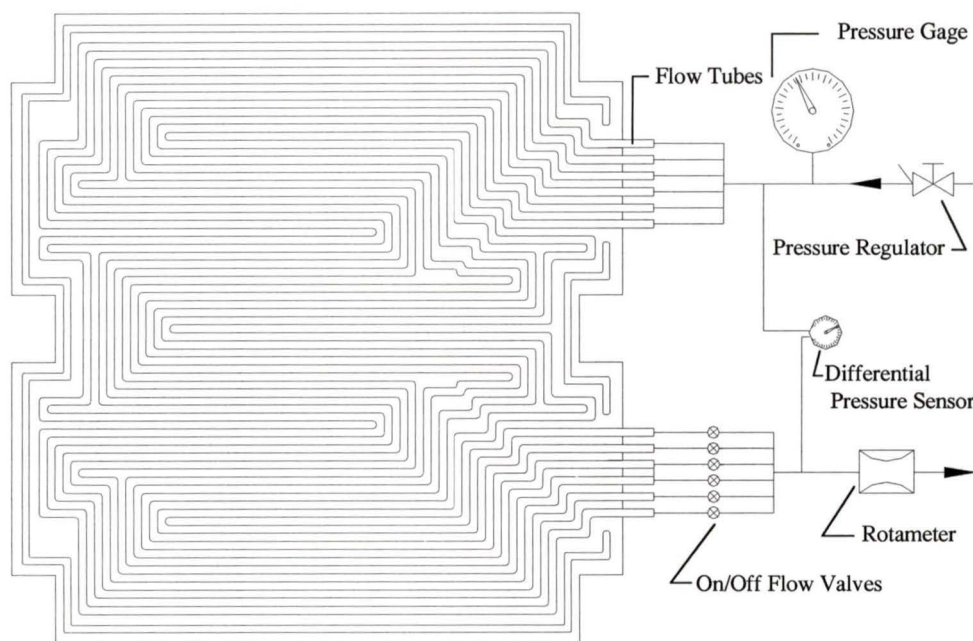 Pressure Gage
Flow Tubes
Pressure Regulator
Differential
Pressure Sensor
Rotameter
On/Off Flow Valves